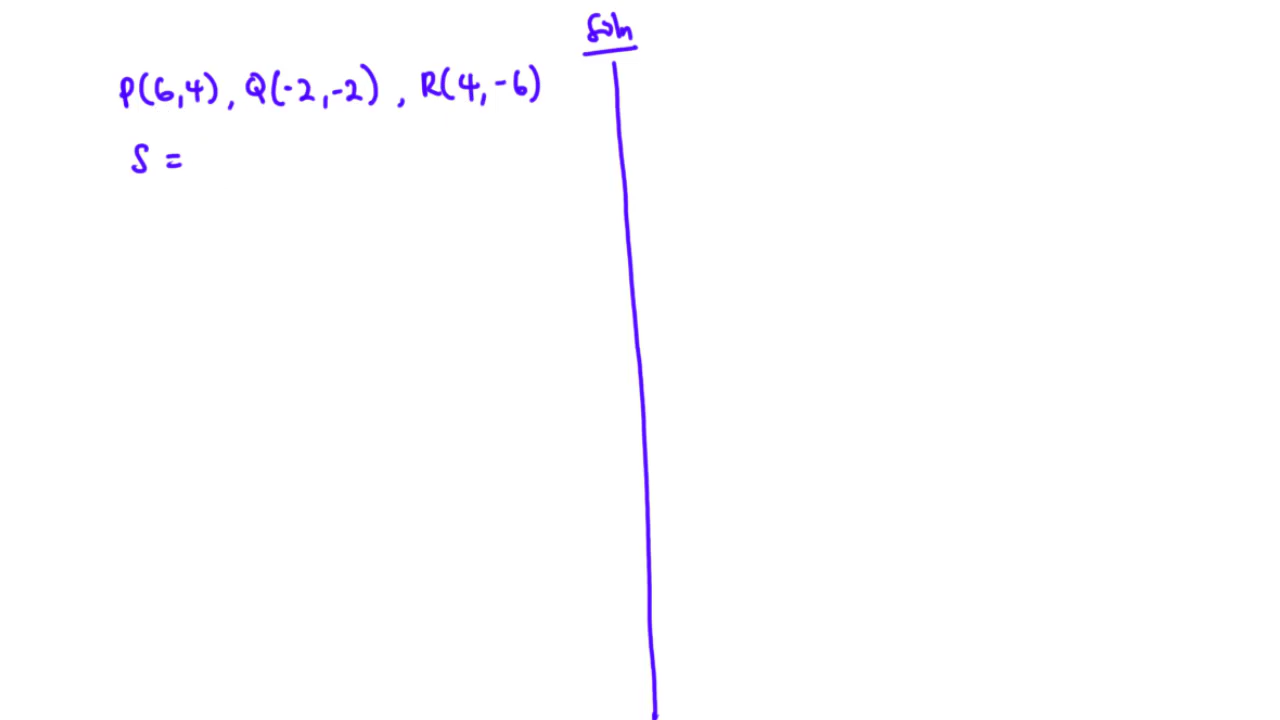 Soln
P(6,4), Q(-2,-2), R(4,-6)
S =